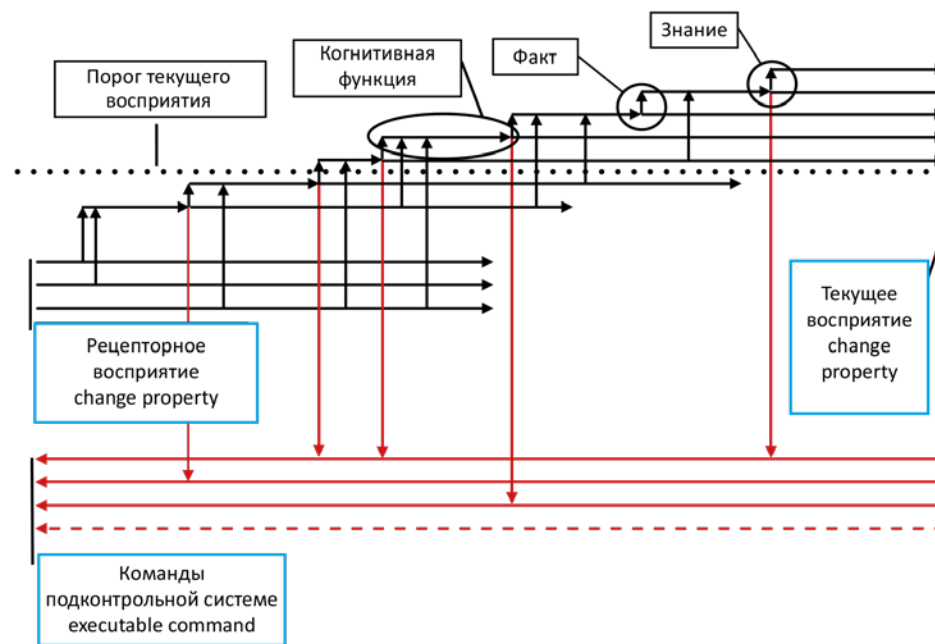 Знание
Когнитивная
функция
Факт
Порог текущего
восприятия
Рецепторное
восприятие
change property
Текущее
восприятие
change
property
Команды
подконтрольной системе
executable command